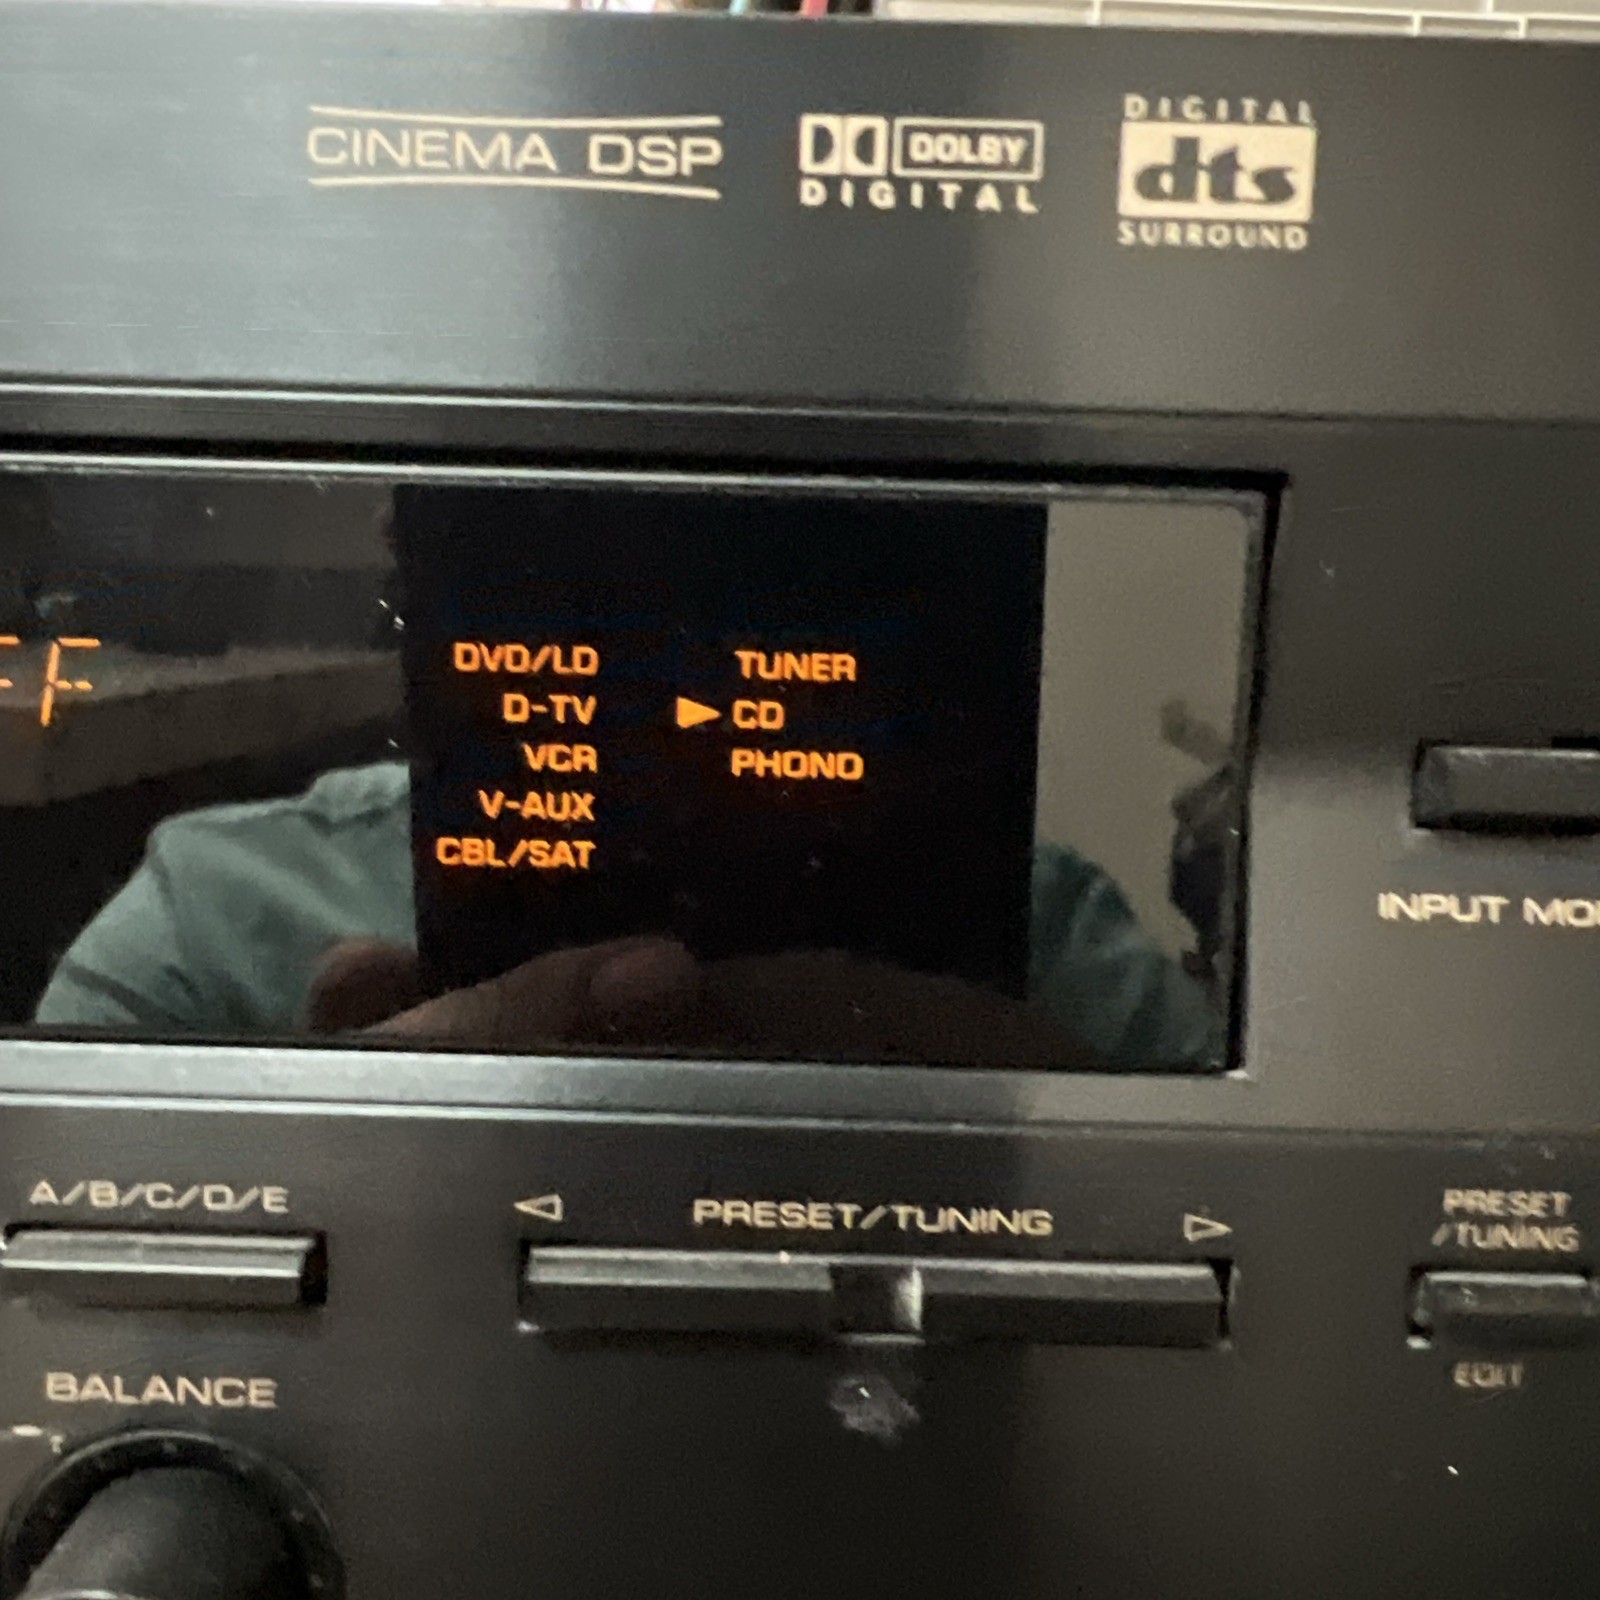 CINEMA DSP
DOLBY
DIGITAL
DIGITAL
dts
SURROUND
DVD/LD
TUNER
D-TV
CD
VCR
PHONO
V-AUX
CBL/SAT
INPUT
A/B/C/D/E
PRESET/TUNING
PRESET
/TUNING
EDIT
BALANCE